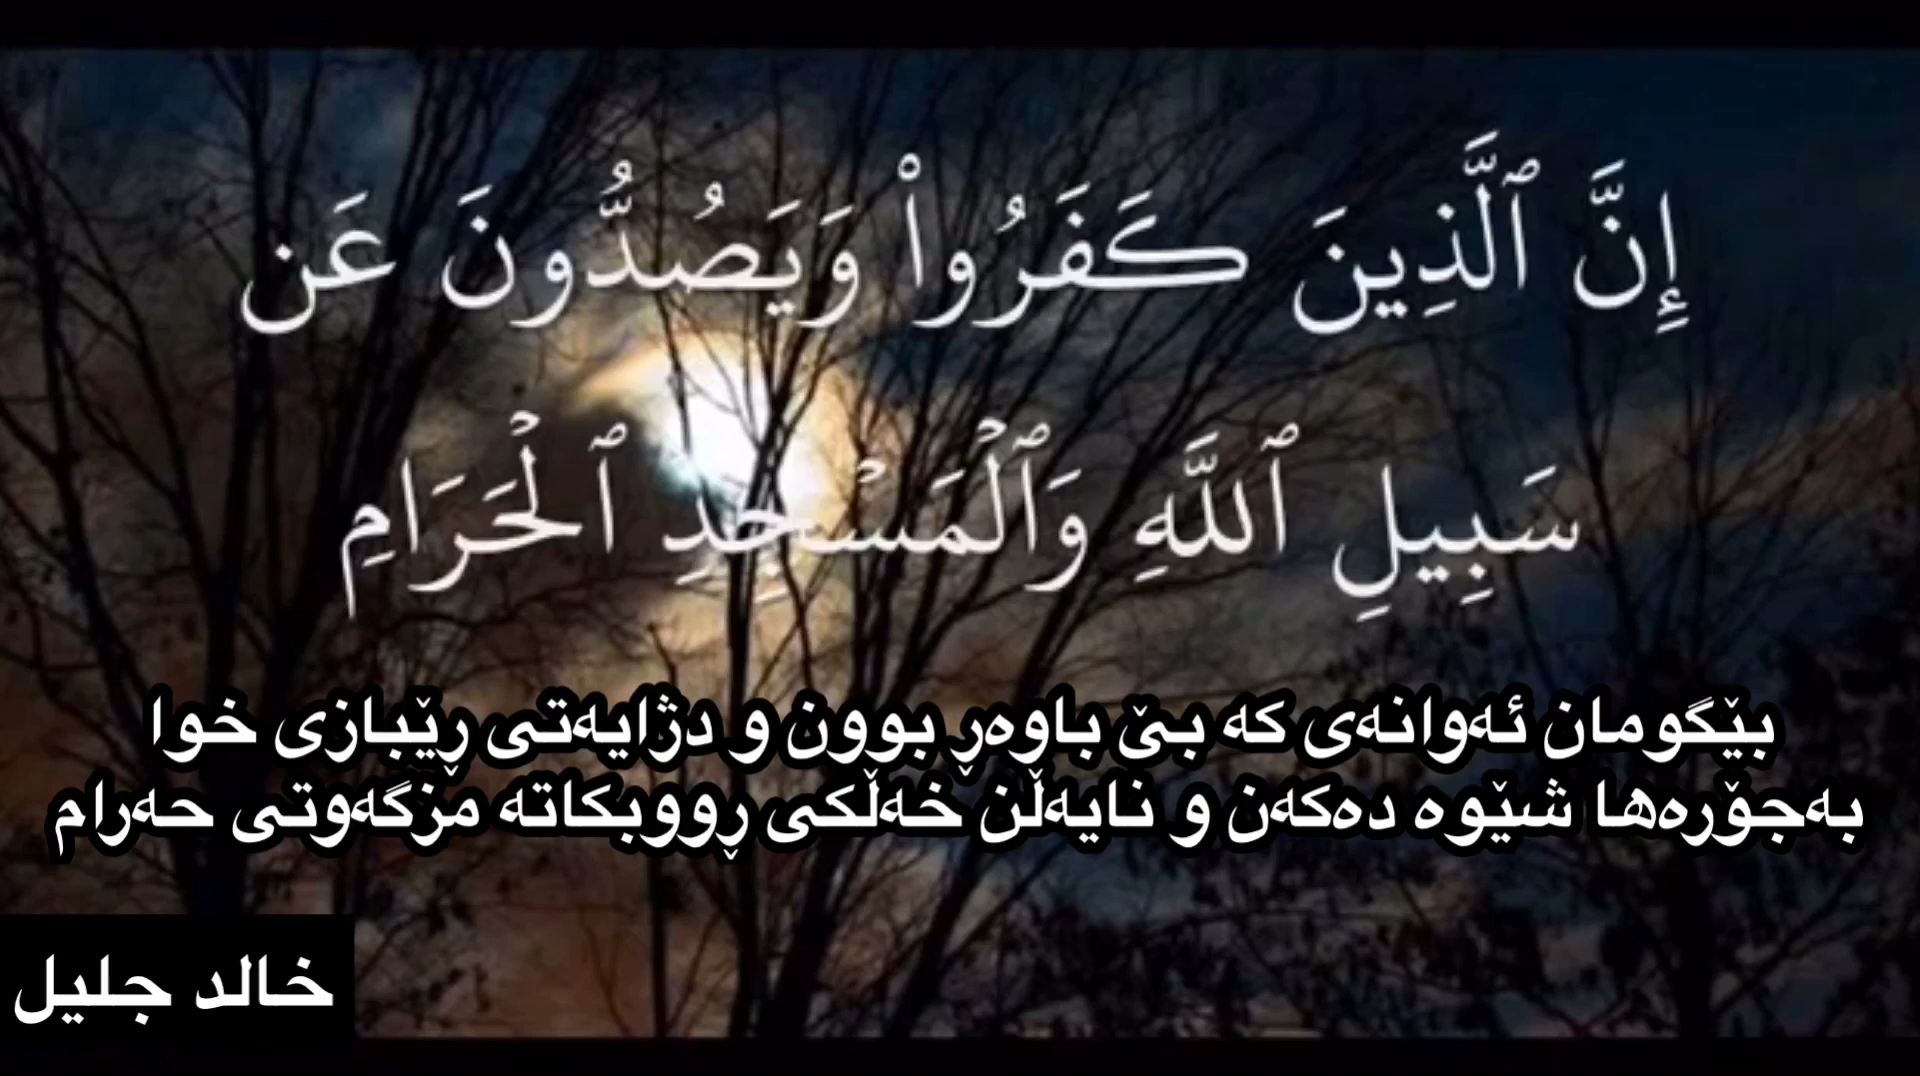 إِنَّ ٱلَّذِينَ كَفَرُوا۟ وَيَصُدُّونَ عَن
سَبِيلِ ٱللَّهِ وَٱلْمَسْجِدِ ٱلْحَرَامِ
بێگومان ئەوانەی کە بێ باوەڕ بوون و دژایەتی ڕێبازی خوا
بەجۆرەها شێوە دەکەن و نایەڵن خەڵکی ڕووبکاتە مزگەوتی حەرام
خالد جليل